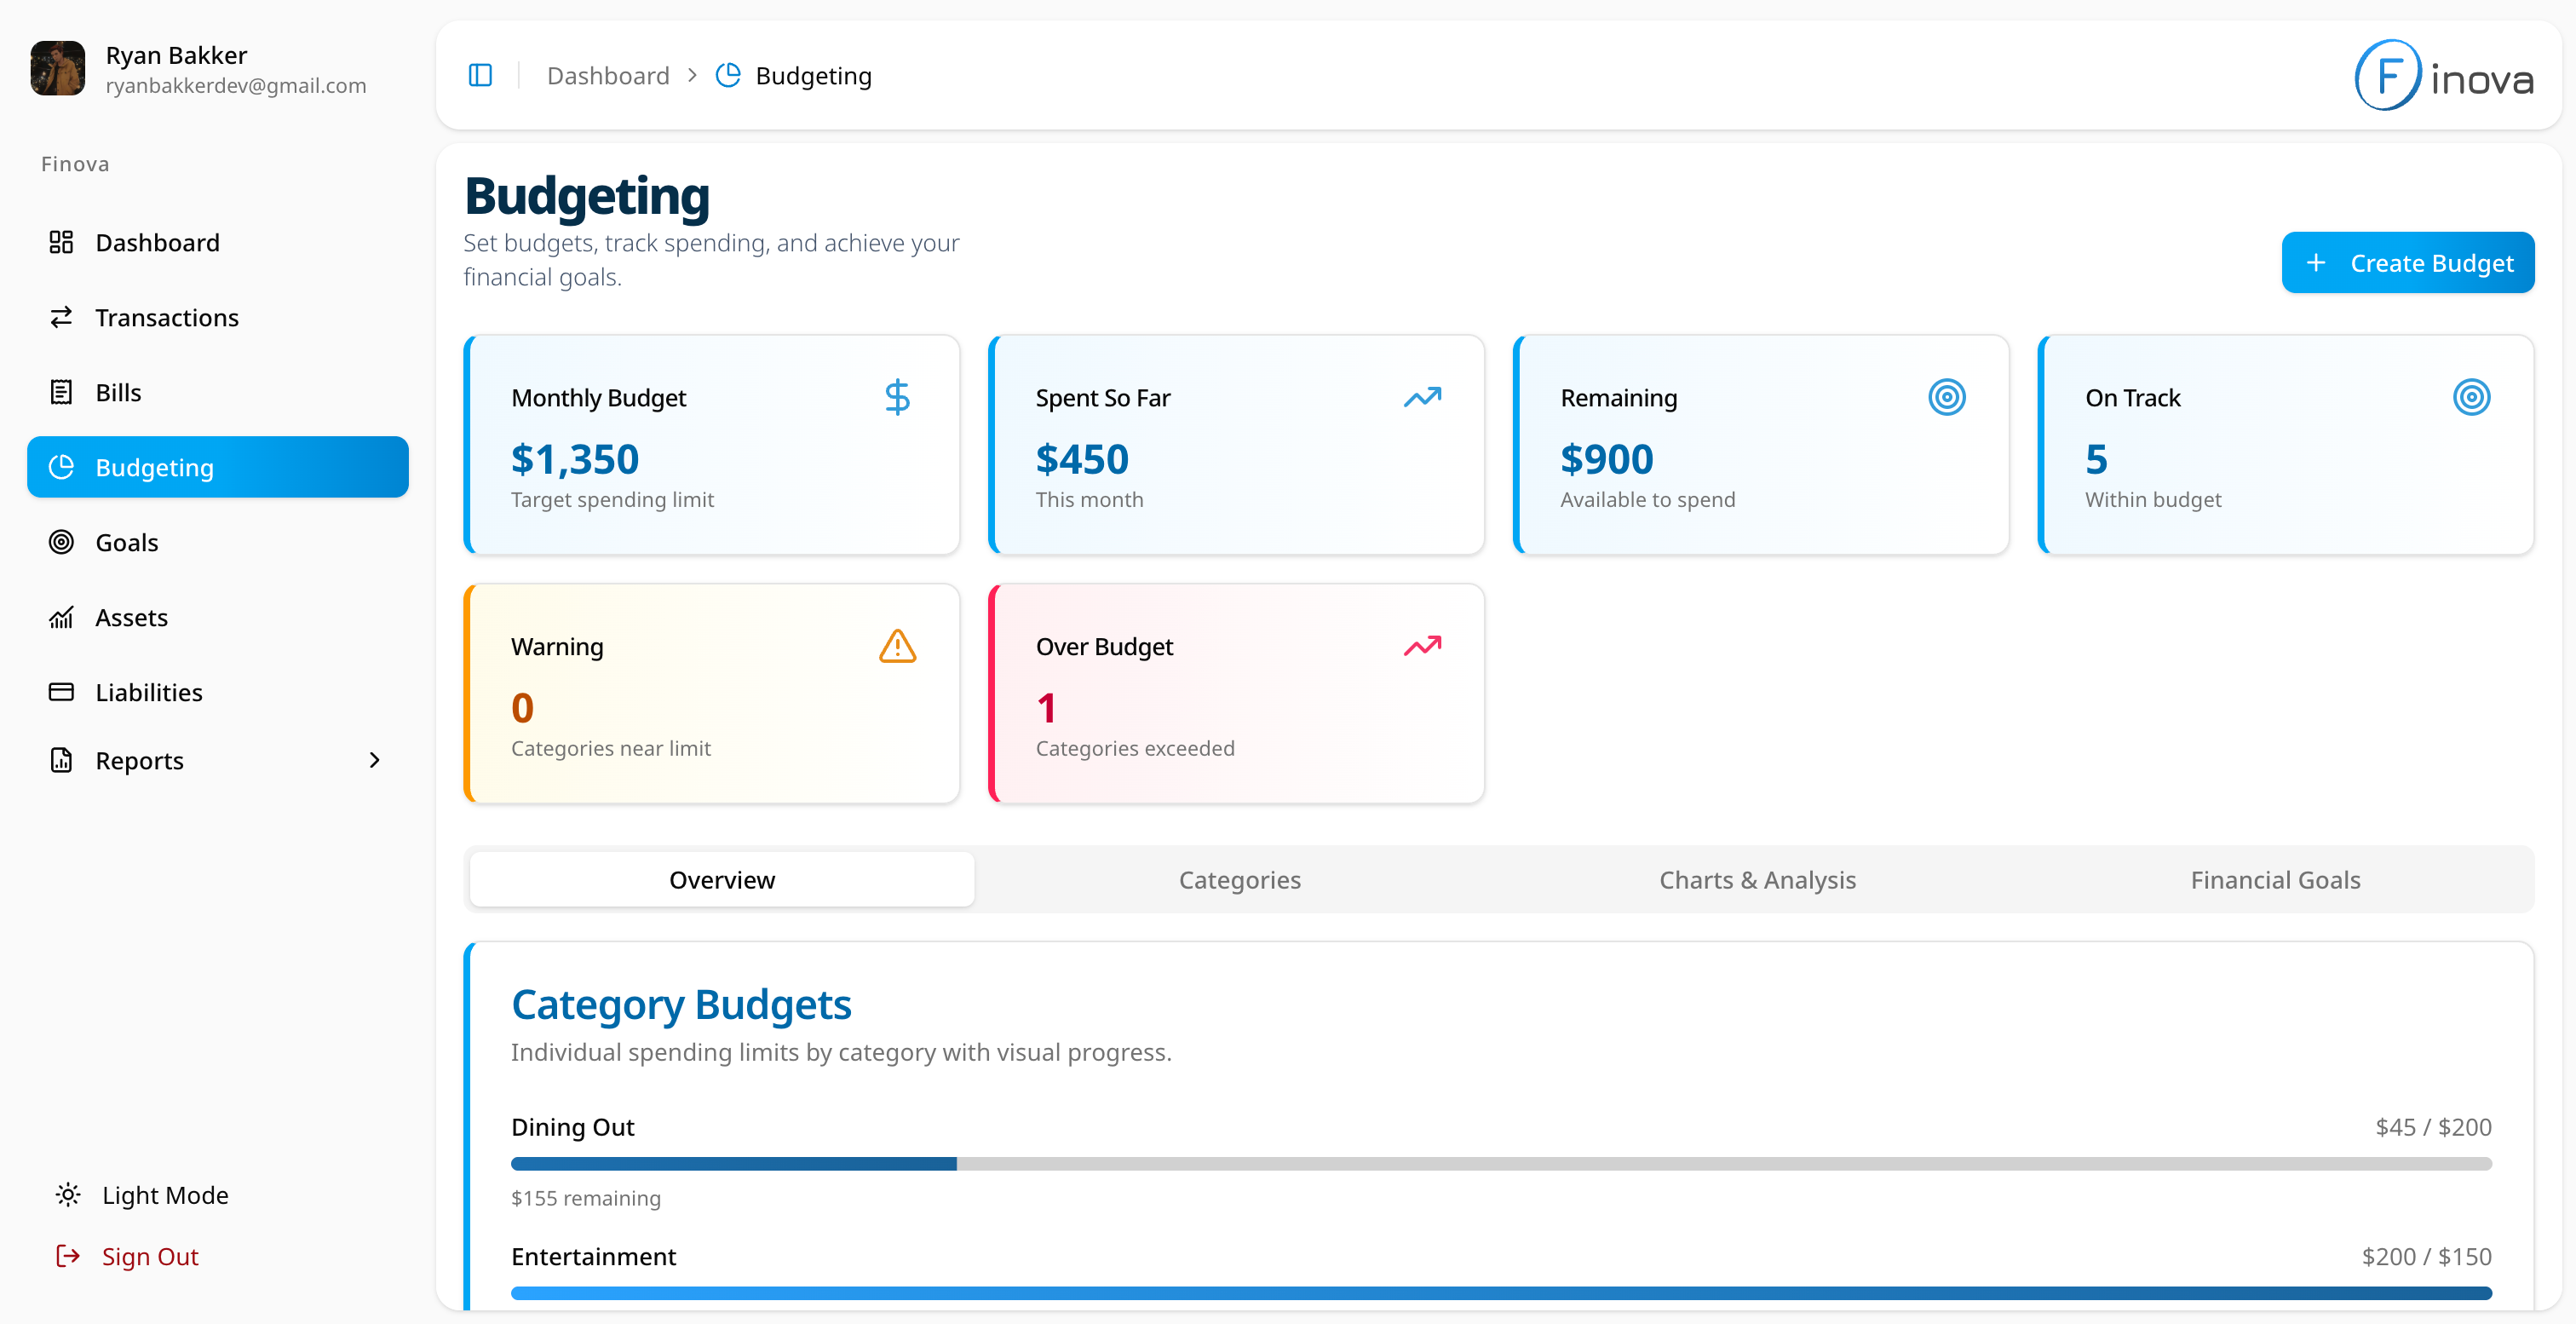 Ryan Bakker
ryanbakkerdev@gmail.com
Finova
Dashboard
Transactions
Bills
Budgeting
Goals
Assets
Liabilities
Reports
Light Mode
Sign Out
Dashboard > Budgeting
Finova
Budgeting
Set budgets, track spending, and achieve your
financial goals.
+ Create Budget
Monthly Budget
$1,350
Target spending limit
Spent So Far
$450
This month
Remaining
$900
Available to spend
On Track
5
Within budget
Warning
0
Categories near limit
Over Budget
1
Categories exceeded
Overview
Categories
Charts & Analysis
Financial Goals
Category Budgets
Individual spending limits by category with visual progress.
Dining Out
$45 / $200
$155 remaining
Entertainment
$200 / $150